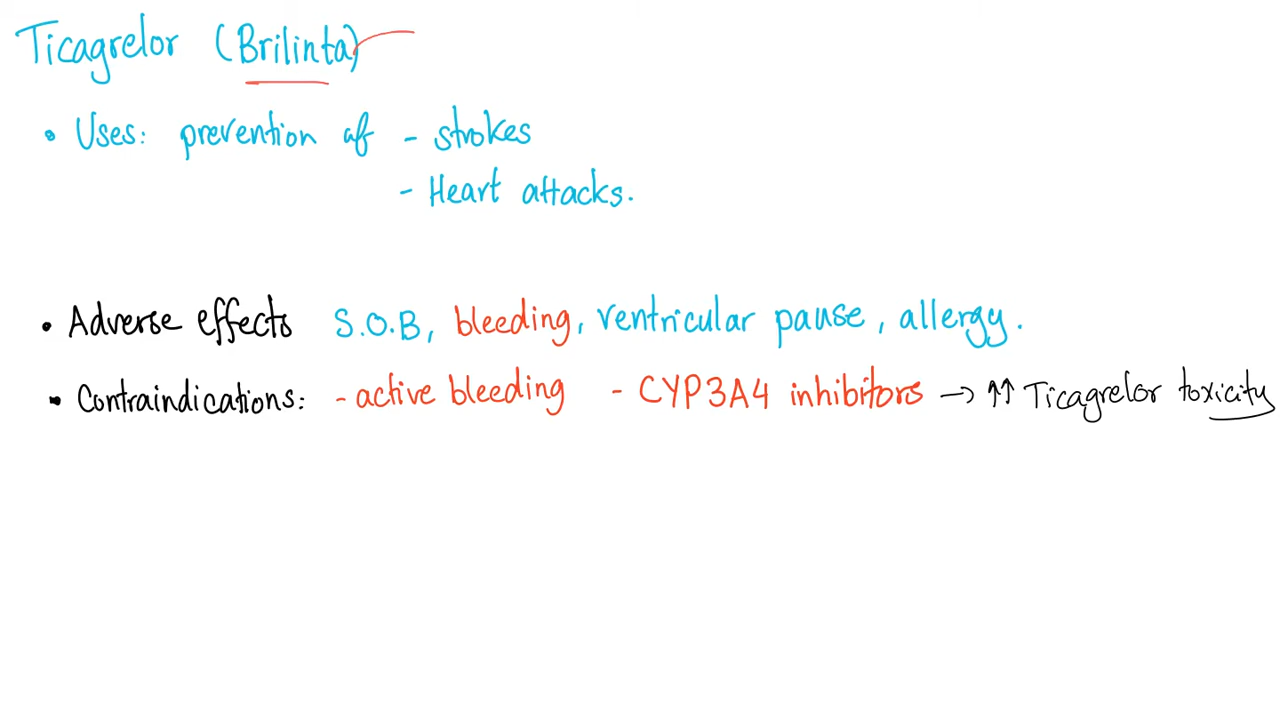 Ticagrelor (Brilinta)
• Uses: prevention of - strokes
- Heart attacks.
• Adverse effects S.O.B, bleeding, ventricular pause, allergy.
• Contraindications: - active bleeding - CYP3A4 inhibitors → ↑↑ Ticagrelor toxicity